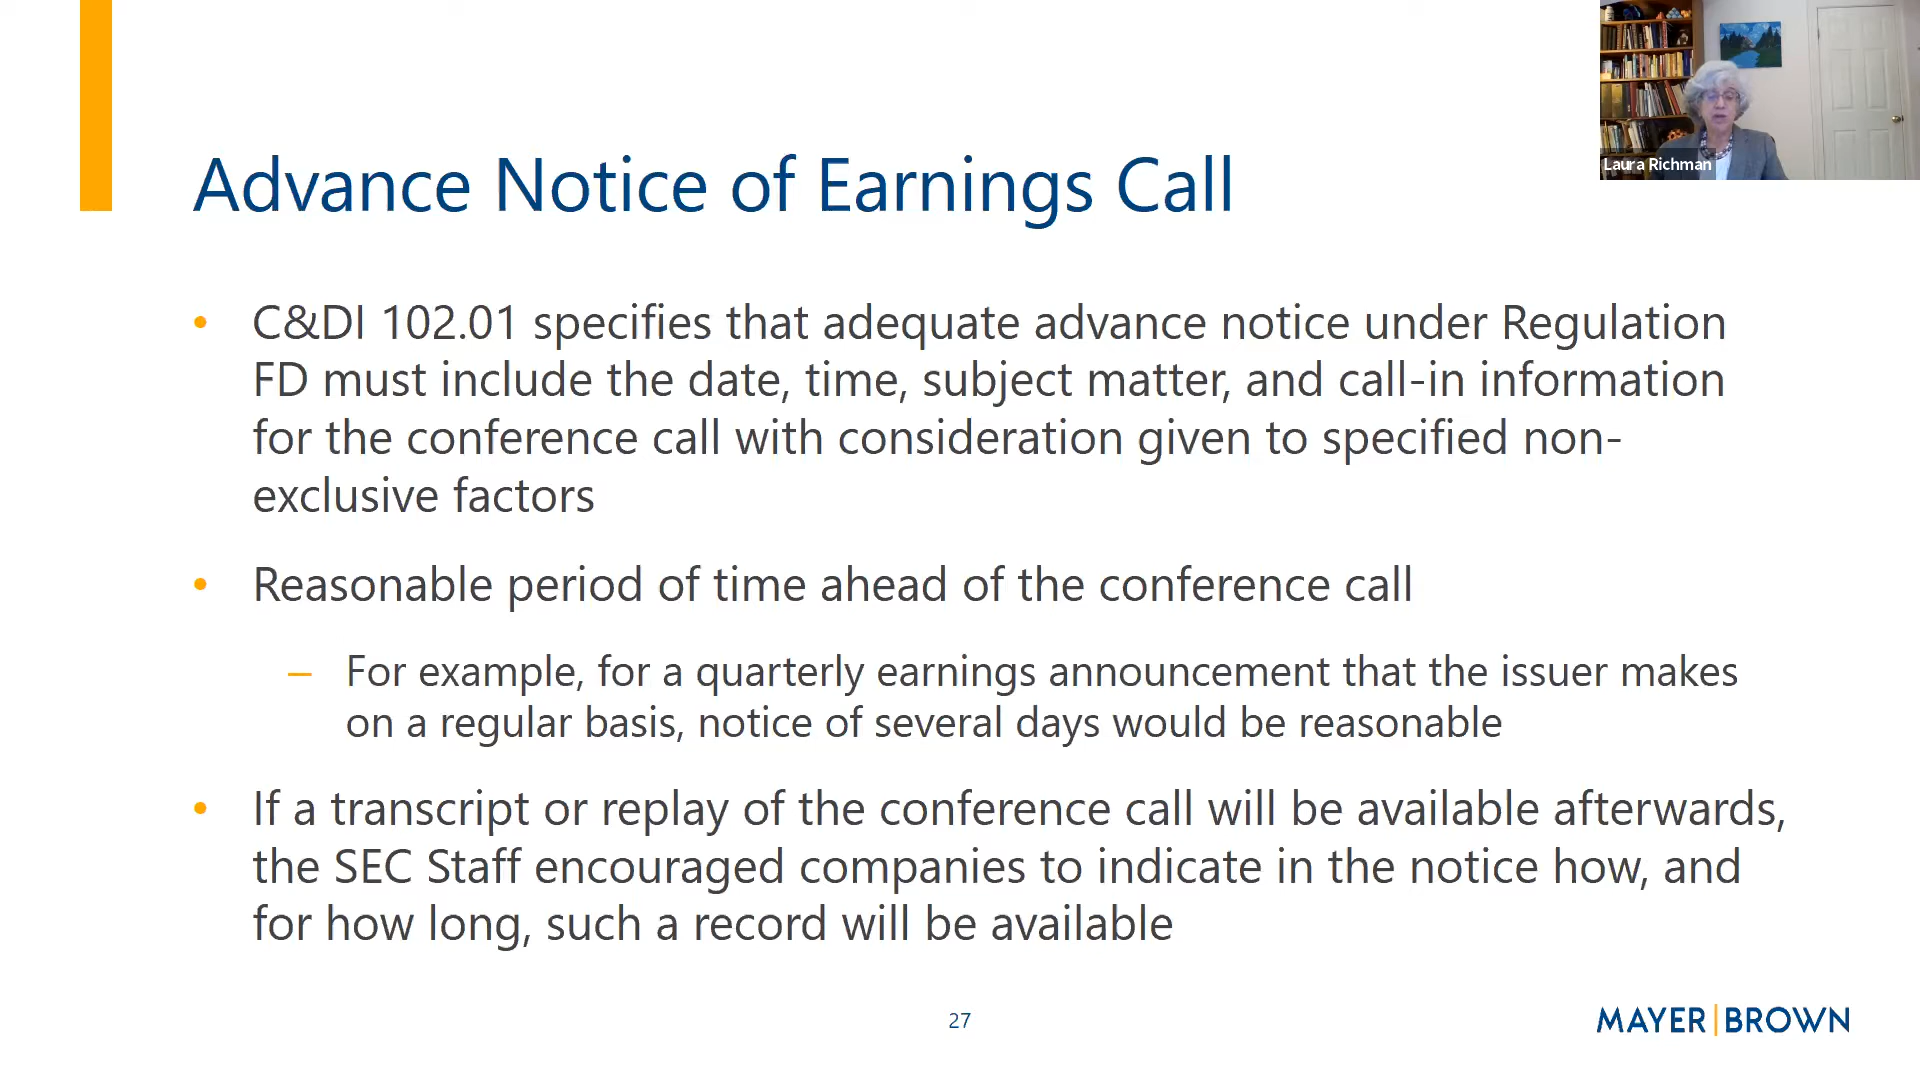 Laura Richman
Advance Notice of Earnings Call
• C&DI 102.01 specifies that adequate advance notice under Regulation
FD must include the date, time, subject matter, and call-in information
for the conference call with consideration given to specified non-
exclusive factors
• Reasonable period of time ahead of the conference call
– For example, for a quarterly earnings announcement that the issuer makes
on a regular basis, notice of several days would be reasonable
• If a transcript or replay of the conference call will be available afterwards,
the SEC Staff encouraged companies to indicate in the notice how, and
for how long, such a record will be available
27
MAYER|BROWN